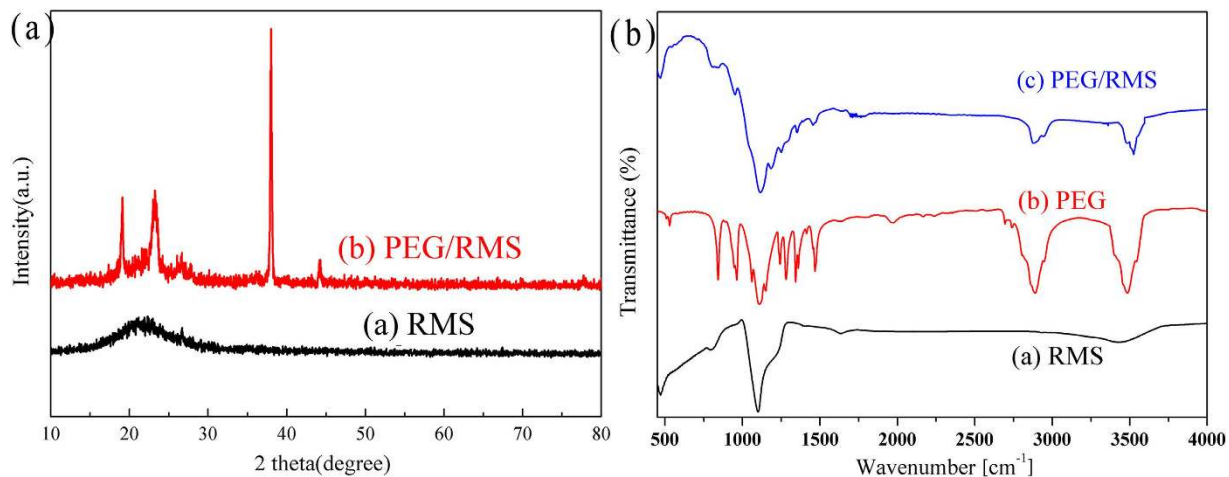 (a)
Intensity(a.u.)
(b) PEG/RMS
(a) RMS
10 20 30 40 50 60 70 80
2 theta(degree)
(b)
Transmittance (%)
(c) PEG/RMS
(b) PEG
(a) RMS
500 1000 1500 2000 2500 3000 3500 4000
Wavenumber [cm⁻¹]